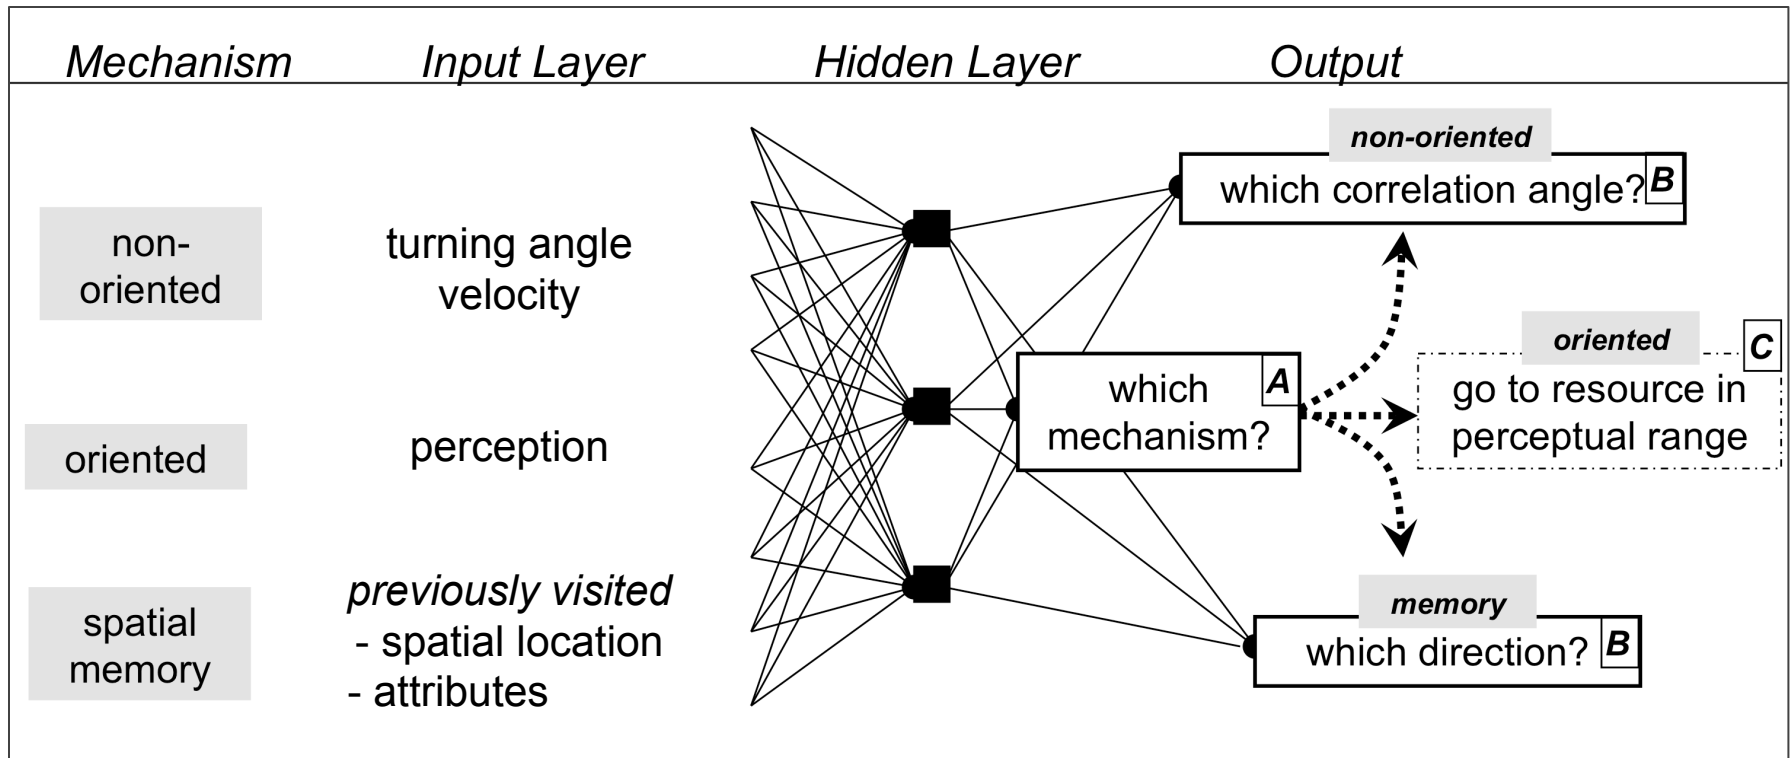 Mechanism Input Layer Hidden Layer Output
non-
oriented
turning angle
velocity
oriented
perception
spatial
memory
previously visited
- spatial location
- attributes
non-oriented
which correlation angle? B
which
mechanism?
A
oriented
C
go to resource in
perceptual range
memory
which direction? B